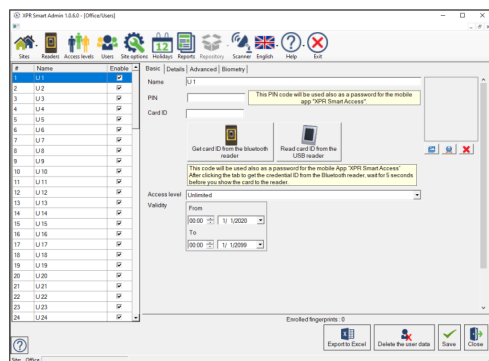 XPR Smart Admin 1.0.6.0 - [Office/Users]
Sites Readers Access levels Users Site options Holidays Reports Repository Scanner English Help Exit
# Name Enable
1 U 1
2 U 2
3 U 3
4 U 4
5 U 5
6 U 6
7 U 7
8 U 8
9 U 9
10 U 10
11 U 11
12 U 12
13 U 13
14 U 14
15 U 15
16 U 16
17 U 17
18 U 18
19 U 19
20 U 20
21 U 21
22 U 22
23 U 23
24 U 24
Basic Details Advanced Biometry
Name U 1
PIN
This PIN code will be used also as a password for the mobile
app "XPR Smart Access".
Card ID
Get card ID from the bluetooth
reader
Read card ID from the
USB reader
This code will be used also as a password for the mobile App "XPR Smart Access"
After clicking the tab to get the credential ID from the Bluetooth reader, wait for 5 seconds
before you show the card to the reader.
Access level Unlimited
Validity
From
00:00 1/ 1/2020
To
00:00 1/ 1/2099
Enrolled fingerprints: 0
Export to Excel Delete the user data Save Close
Site: Office